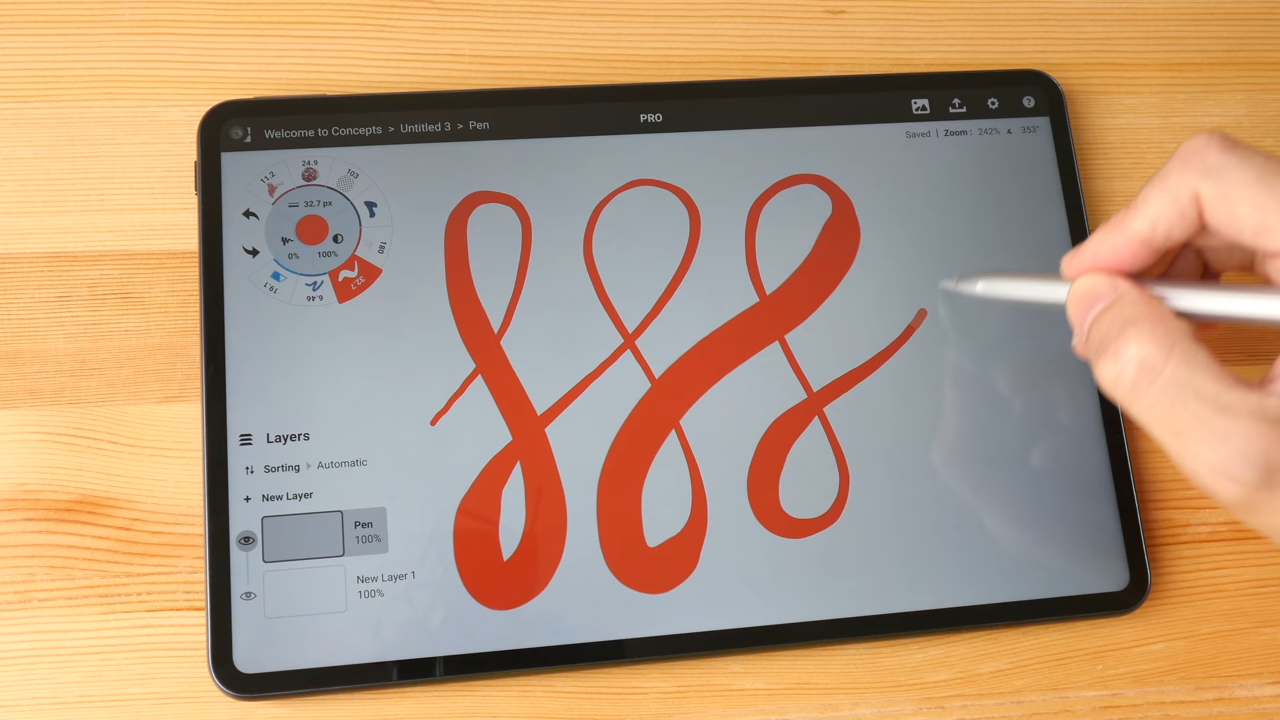 Welcome to Concepts > Untitled 3 > Pen
PRO
Saved | Zoom : 242% 353°
11.2
24.9
103
32.7 px
180
0%
100%
32.7
6.46
19.1
Layers
Sorting Automatic
+ New Layer
Pen
100%
New Layer 1
100%